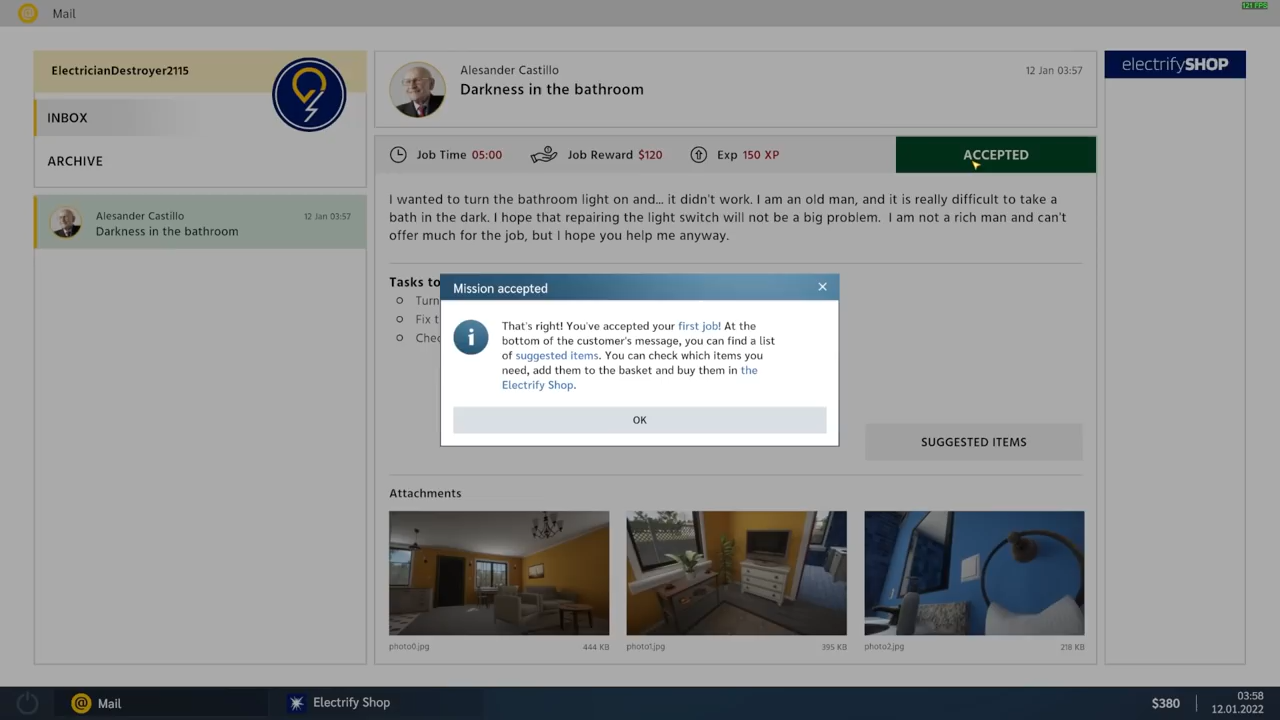 Mail
121 FPS
ElectricianDestroyer2115
INBOX
ARCHIVE
Alesander Castillo
12 Jan 03:57
Darkness in the bathroom
Alesander Castillo
12 Jan 03:57
Darkness in the bathroom
Job Time 05:00
Job Reward $120
Exp 150 XP
ACCEPTED
I wanted to turn the bathroom light on and... it didn't work. I am an old man, and it is really difficult to take a
bath in the dark. I hope that repairing the light switch will not be a big problem. I am not a rich man and can't
offer much for the job, but I hope you help me anyway.
Tasks to
Turn
Fix t
Chec
Mission accepted
That's right! You've accepted your first job! At the
bottom of the customer's message, you can find a list
of suggested items. You can check which items you
need, add them to the basket and buy them in the
Electrify Shop.
OK
SUGGESTED ITEMS
Attachments
photo0.jpg
444 KB
photo1.jpg
395 KB
photo2.jpg
218 KB
electrifySHOP
Mail
Electrify Shop
$380
03:58
12.01.2022